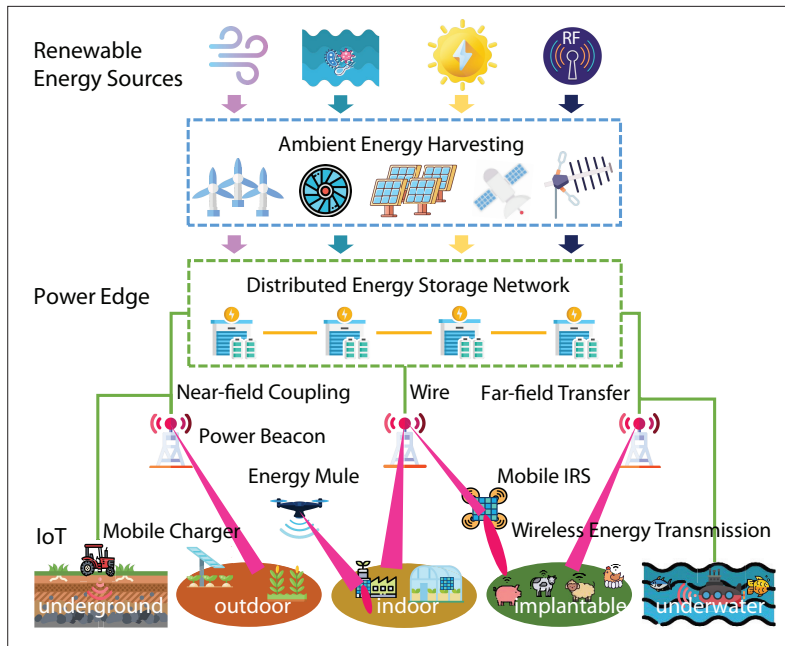 Renewable
Energy Sources
RF
Ambient Energy Harvesting
Power Edge
Distributed Energy Storage Network
Near-field Coupling
Wire
Far-field Transfer
Power Beacon
Energy Mule
Mobile IRS
IoT
Mobile Charger
Wireless Energy Transmission
underground
outdoor
indoor
implantable
underwater